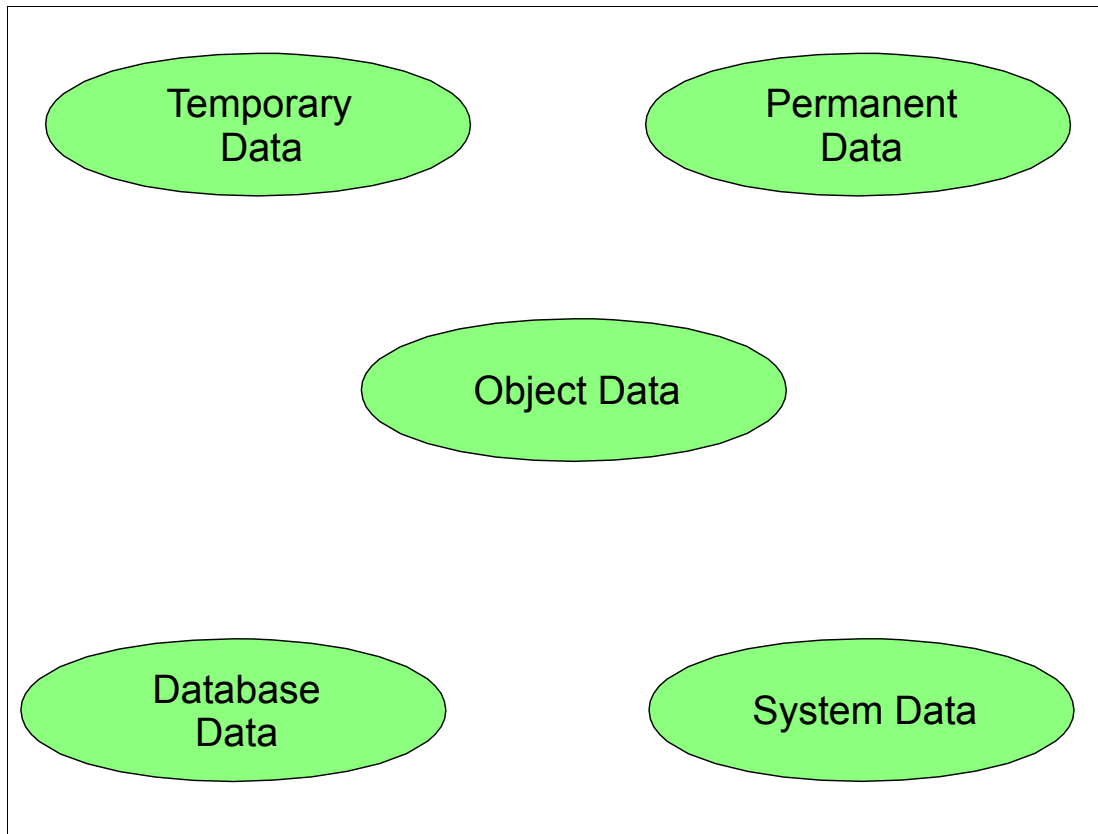 Temporary
Data
Permanent
Data
Object Data
Database
Data
System Data